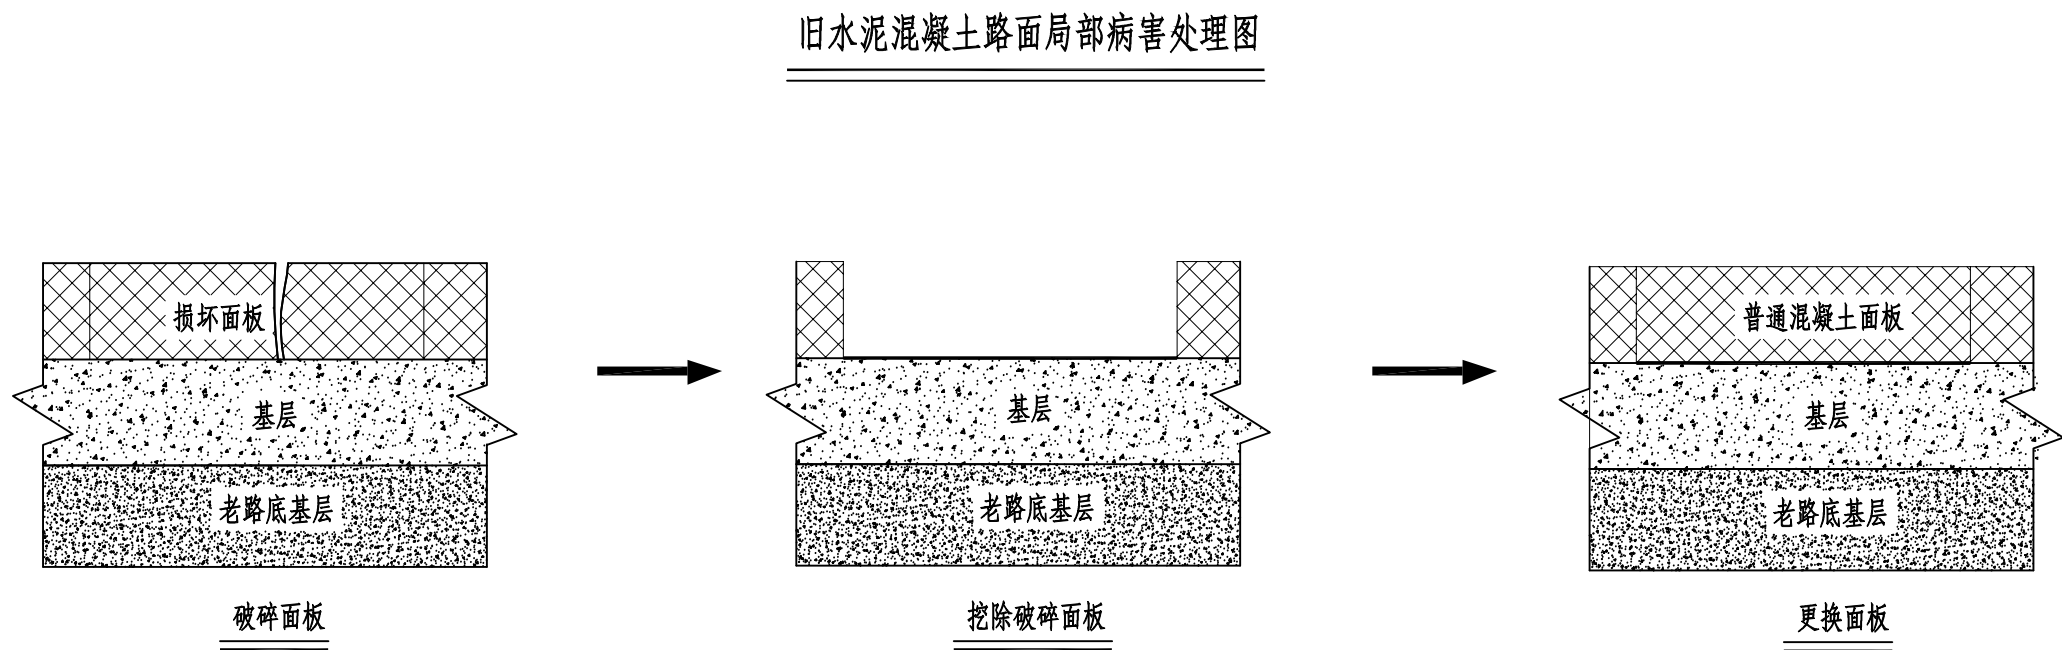 旧水泥混凝土路面局部病害处理图
损坏面板
基层
老路底基层
破碎面板
基层
老路底基层
挖除破碎面板
普通混凝土面板
基层
老路底基层
更换面板